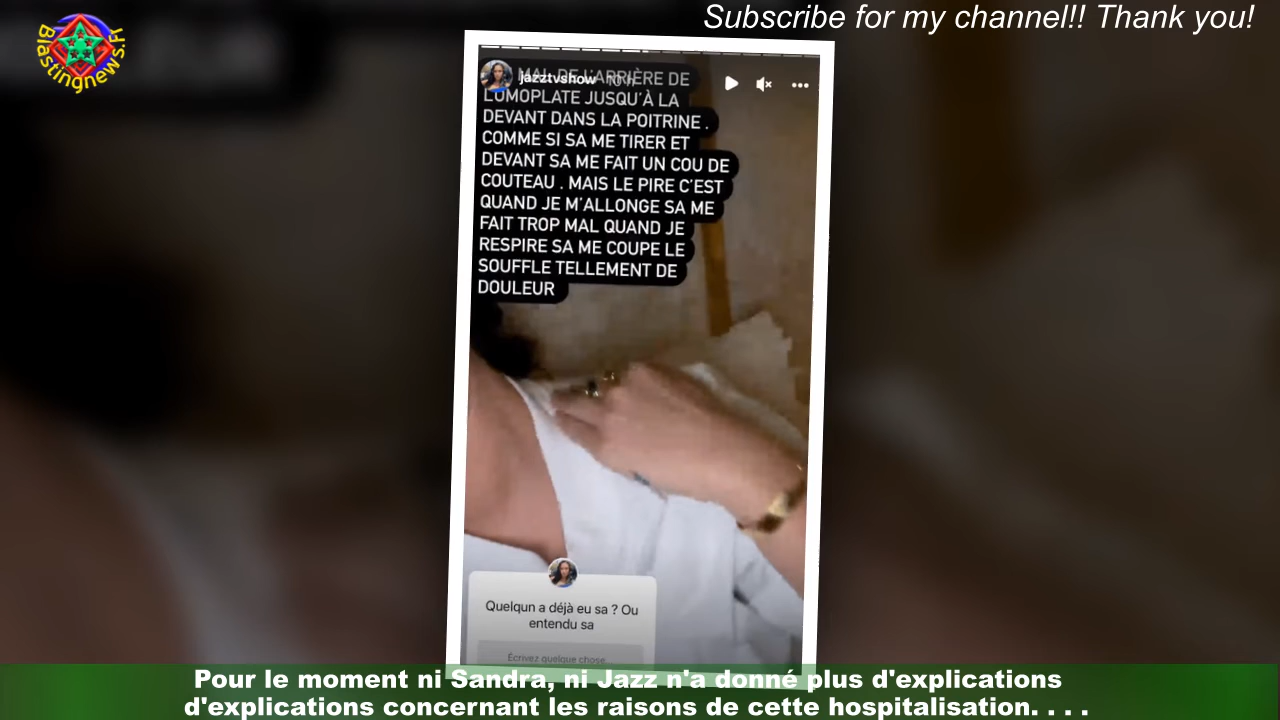 Subscribe for my channel!! Thank you!
Blastingnews.Fr
jazztvshow
MAL DE L'ARRIÈRE DE
L'OMOPLATE JUSQU'À LA
DEVANT DANS LA POITRINE .
COMME SI SA ME TIRER ET
DEVANT SA ME FAIT UN COU DE
COUTEAU . MAIS LE PIRE C'EST
QUAND JE M'ALLONGE SA ME
FAIT TROP MAL QUAND JE
RESPIRE SA ME COUPE LE
SOUFFLE TELLEMENT DE
DOULEUR
Quelqun a déjà eu sa ? Ou
entendu sa
Écrivez quelque chose...
Pour le moment ni Sandra, ni Jazz n'a donné plus d'explications
d'explications concernant les raisons de cette hospitalisation. . . .